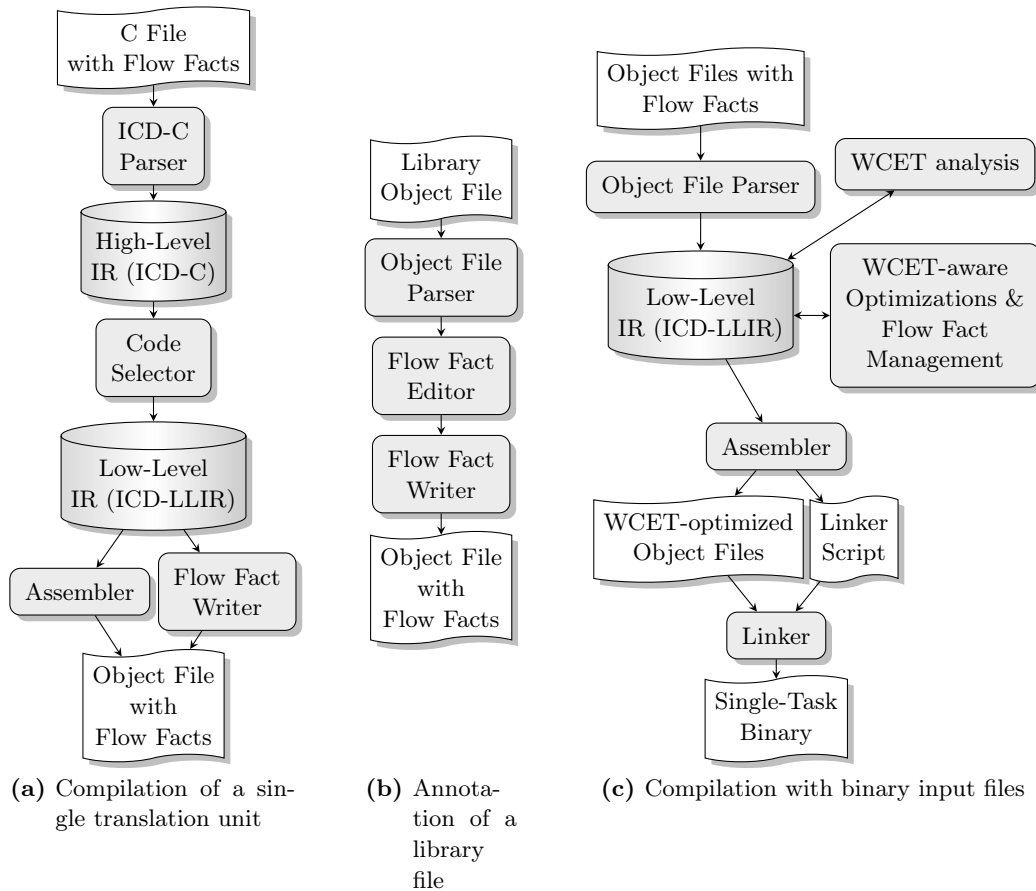 C File
with Flow Facts
ICD-C
Parser
High-Level
IR (ICD-C)
Code
Selector
Low-Level
IR (ICD-LLIR)
Assembler
Flow Fact
Writer
Object File
with
Flow Facts
(a) Compilation of a sin-
gle translation unit
Library
Object File
Object File
Parser
Flow Fact
Editor
Flow Fact
Writer
Object File
with
Flow Facts
(b) Annota-
tion of a
library
file
Object Files with
Flow Facts
Object File Parser
WCET analysis
Low-Level
IR (ICD-LLIR)
WCET-aware
Optimizations &
Flow Fact
Management
Assembler
WCET-optimized
Object Files
Linker
Script
Linker
Single-Task
Binary
(c) Compilation with binary input files